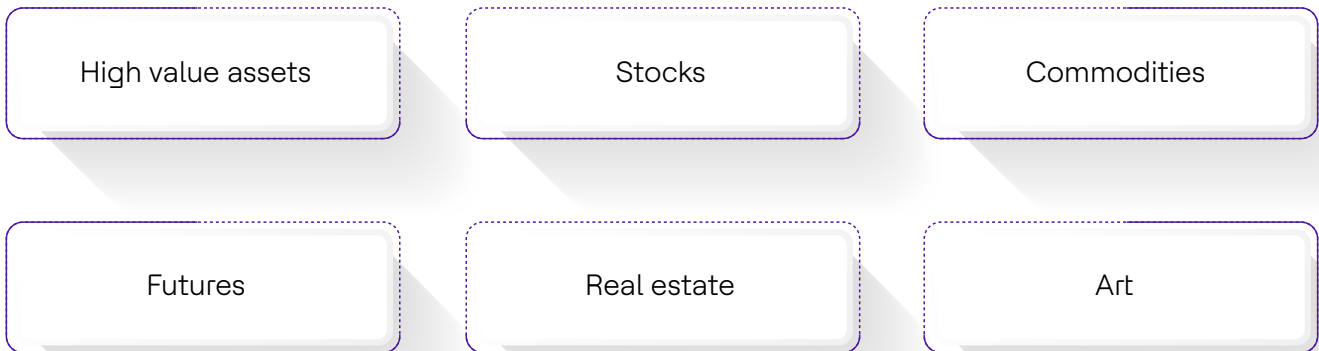 High value assets
Stocks
Commodities
Futures
Real estate
Art